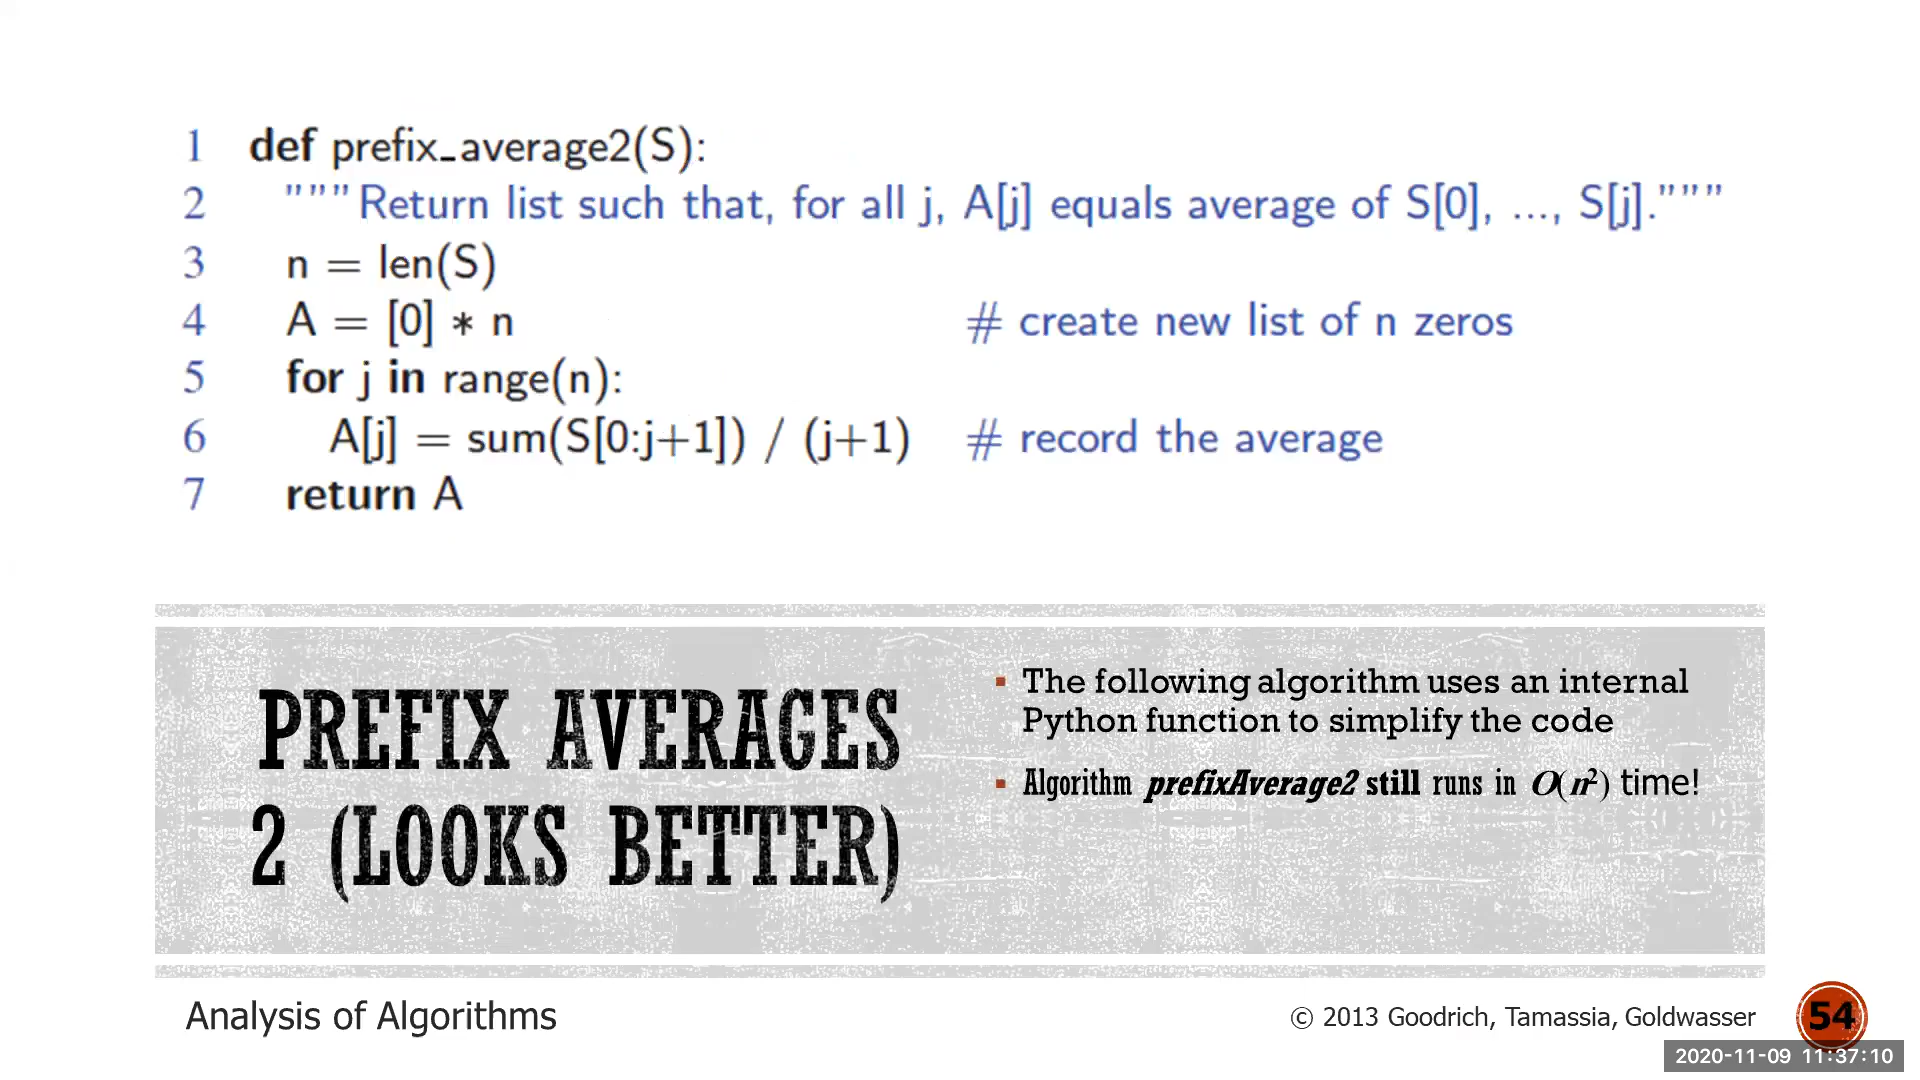 1 def prefix_average2(S):
2 """Return list such that, for all j, A[j] equals average of S[0], ..., S[j]."""
3 n = len(S)
4 A = [0] * n # create new list of n zeros
5 for j in range(n):
6 A[j] = sum(S[0:j+1]) / (j+1) # record the average
7 return A
PREFIX AVERAGES
2 (LOOKS BETTER)
▪ The following algorithm uses an internal
Python function to simplify the code
▪ Algorithm prefixAverage2 still runs in O(n²) time!
Analysis of Algorithms
© 2013 Goodrich, Tamassia, Goldwasser
54
2020-11-09 11:37:10